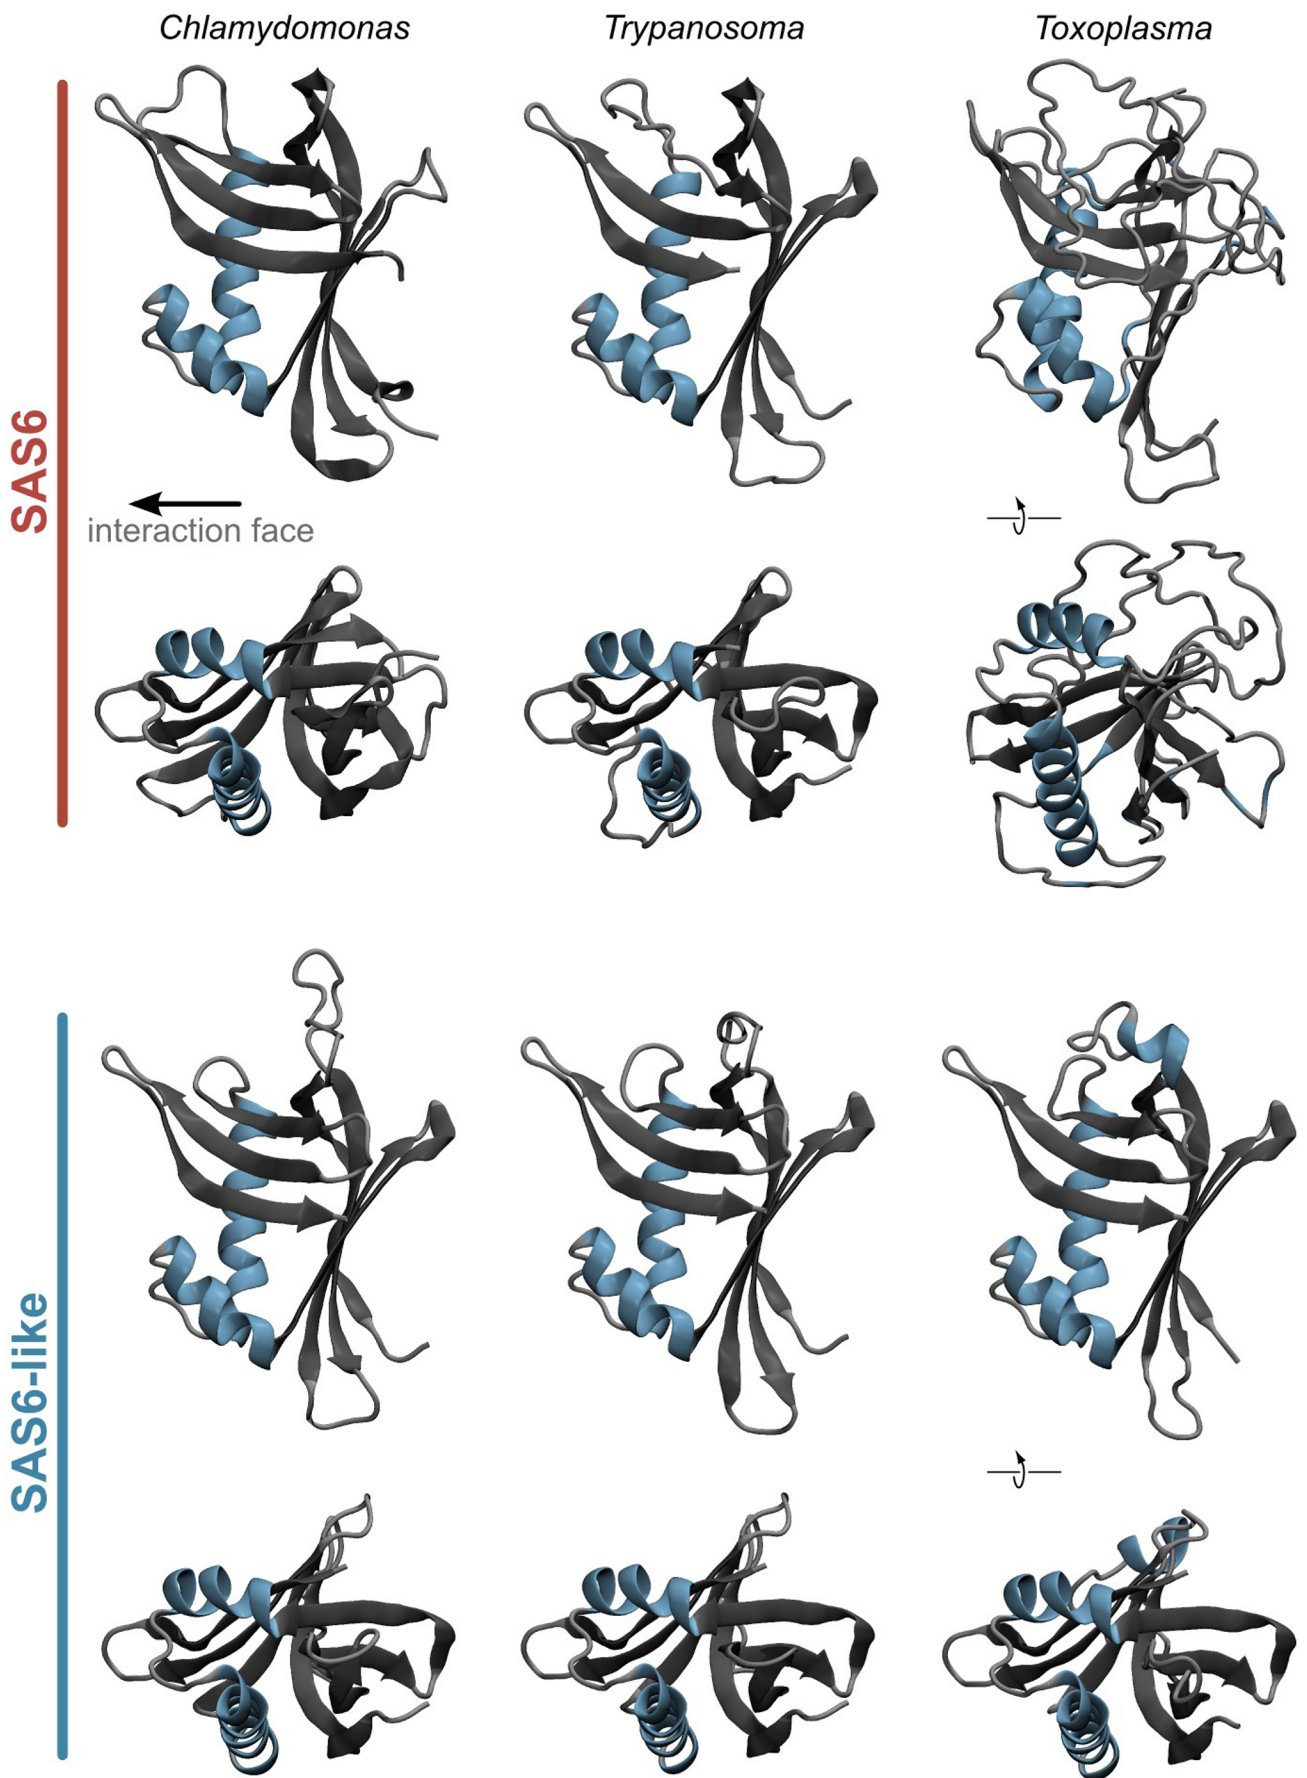 Chlamydomonas
Trypanosoma
Toxoplasma
SAS6
interaction face
SAS6-like